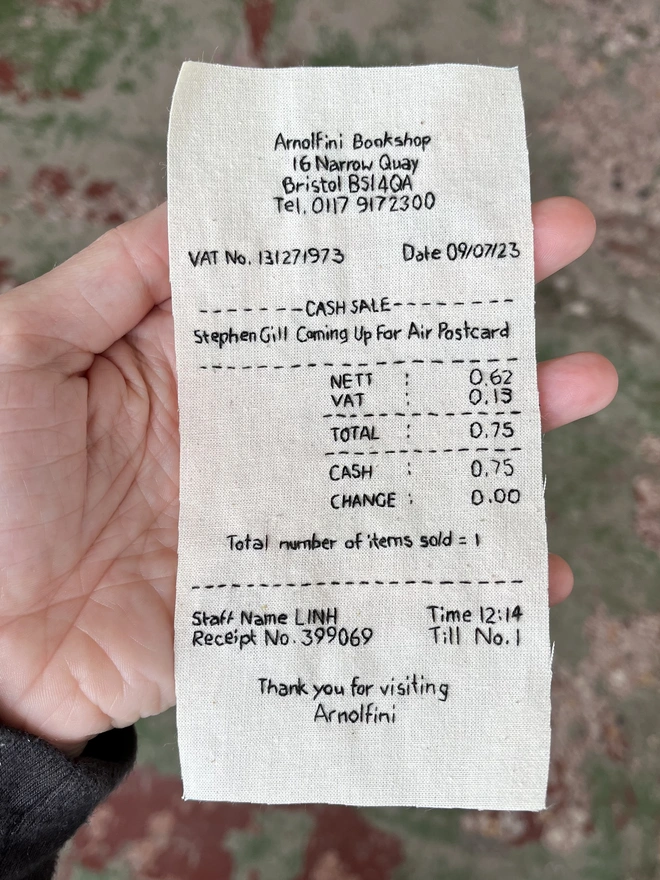 Arnolfini Bookshop
16 Narrow Quay
Bristol BS14QA
Tel. 0117 9172300
VAT No. 131271973 Date 09/07/23
--------CASH SALE----------
Stephen Gill Coming Up For Air Postcard
NETT : 0.62
VAT : 0.13
TOTAL : 0.75
CASH : 0.75
CHANGE : 0.00
Total number of items sold = 1
Staff Name LINH Time 12:14
Receipt No. 399069 Till No. 1
Thank you for visiting
Arnolfini